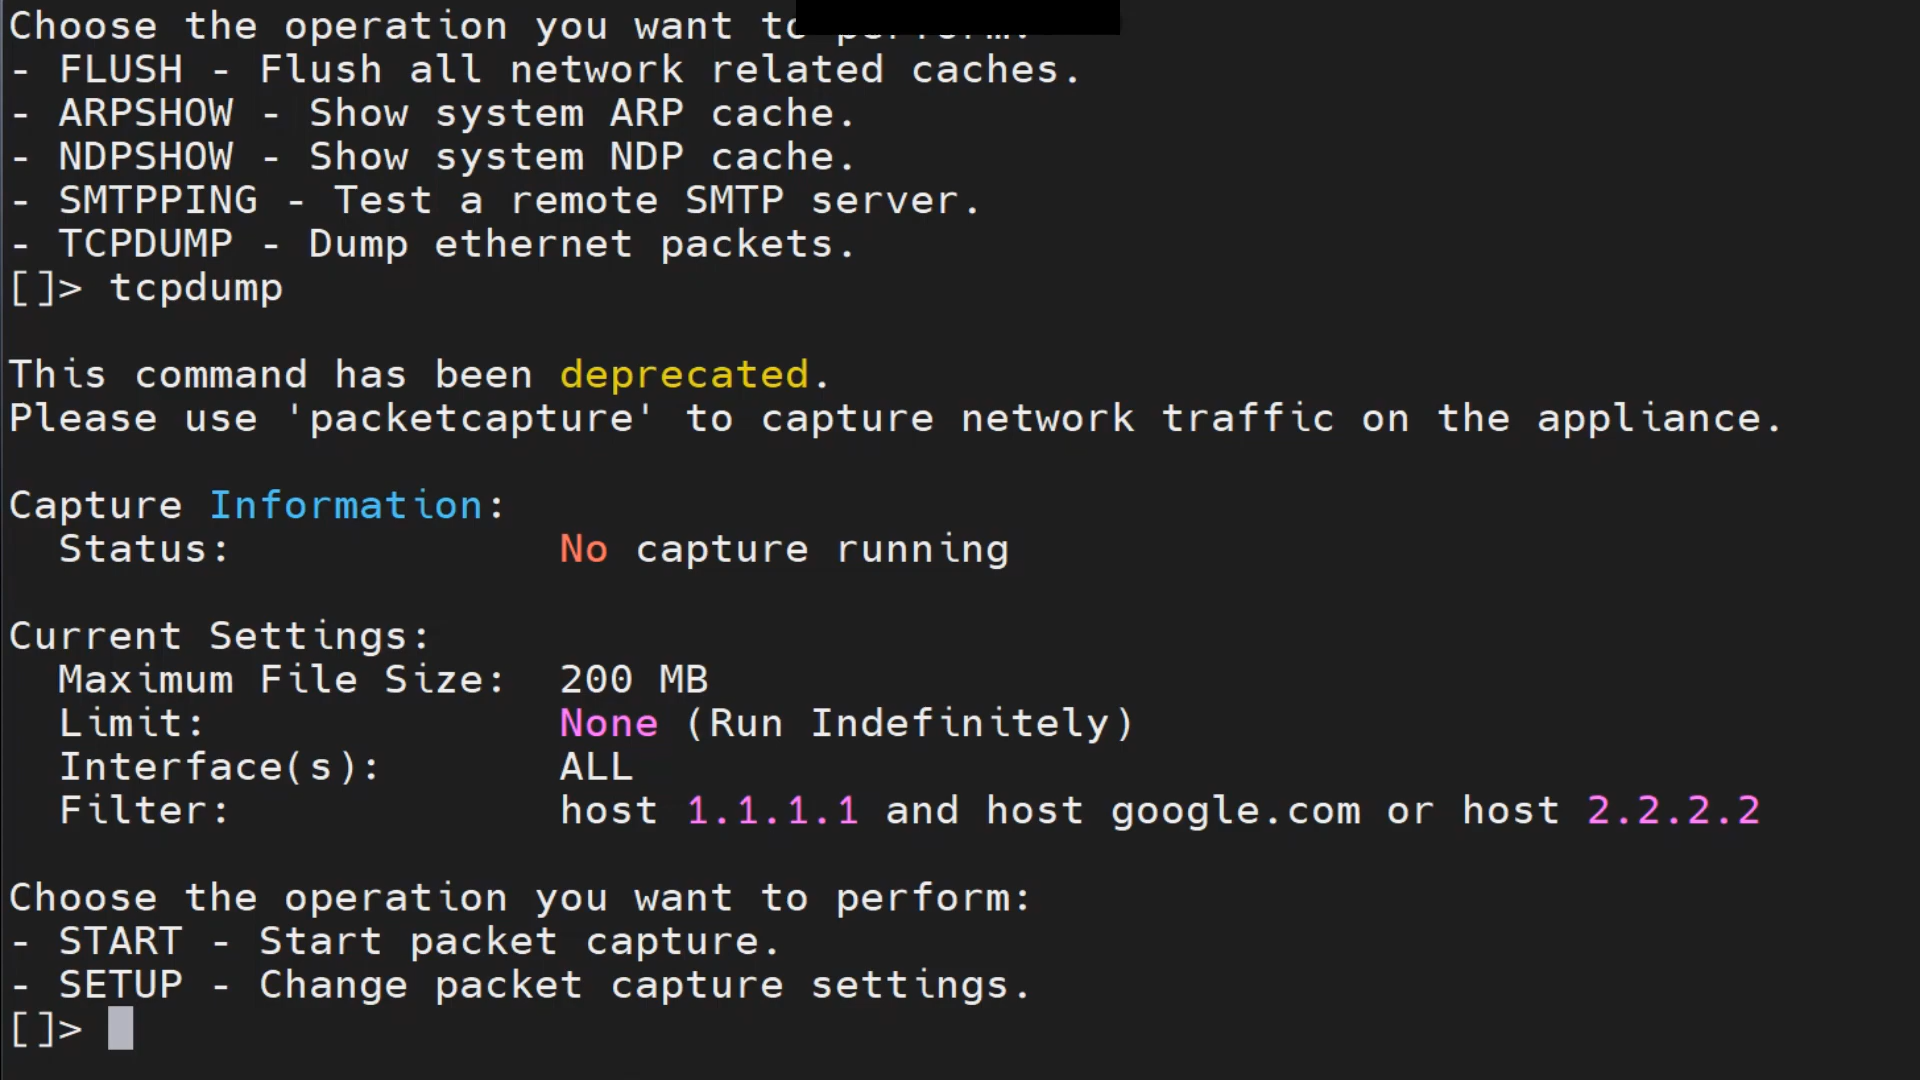 Choose the operation you want to perform:
- FLUSH - Flush all network related caches.
- ARPSHOW - Show system ARP cache.
- NDPSHOW - Show system NDP cache.
- SMTPPING - Test a remote SMTP server.
- TCPDUMP - Dump ethernet packets.
[]> tcpdump
This command has been deprecated.
Please use 'packetcapture' to capture network traffic on the appliance.
Capture Information:
Status: No capture running
Current Settings:
Maximum File Size: 200 MB
Limit: None (Run Indefinitely)
Interface(s): ALL
Filter: host 1.1.1.1 and host google.com or host 2.2.2.2
Choose the operation you want to perform:
- START - Start packet capture.
- SETUP - Change packet capture settings.
[]>